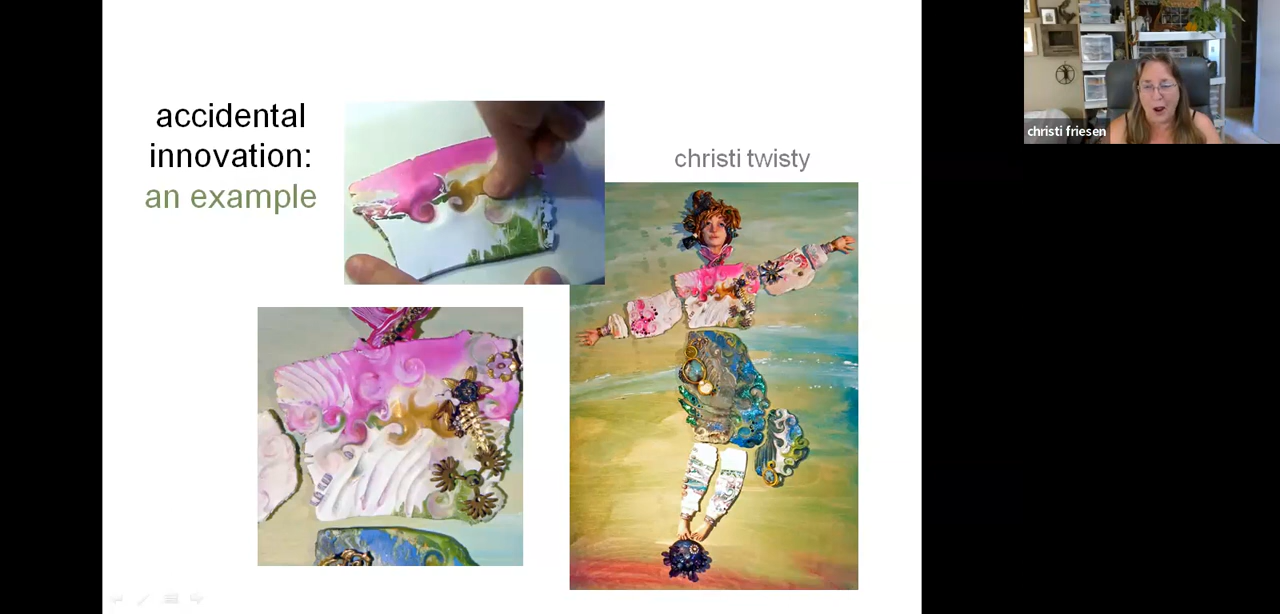 accidental
innovation:
an example
christi twisty
christi friesen